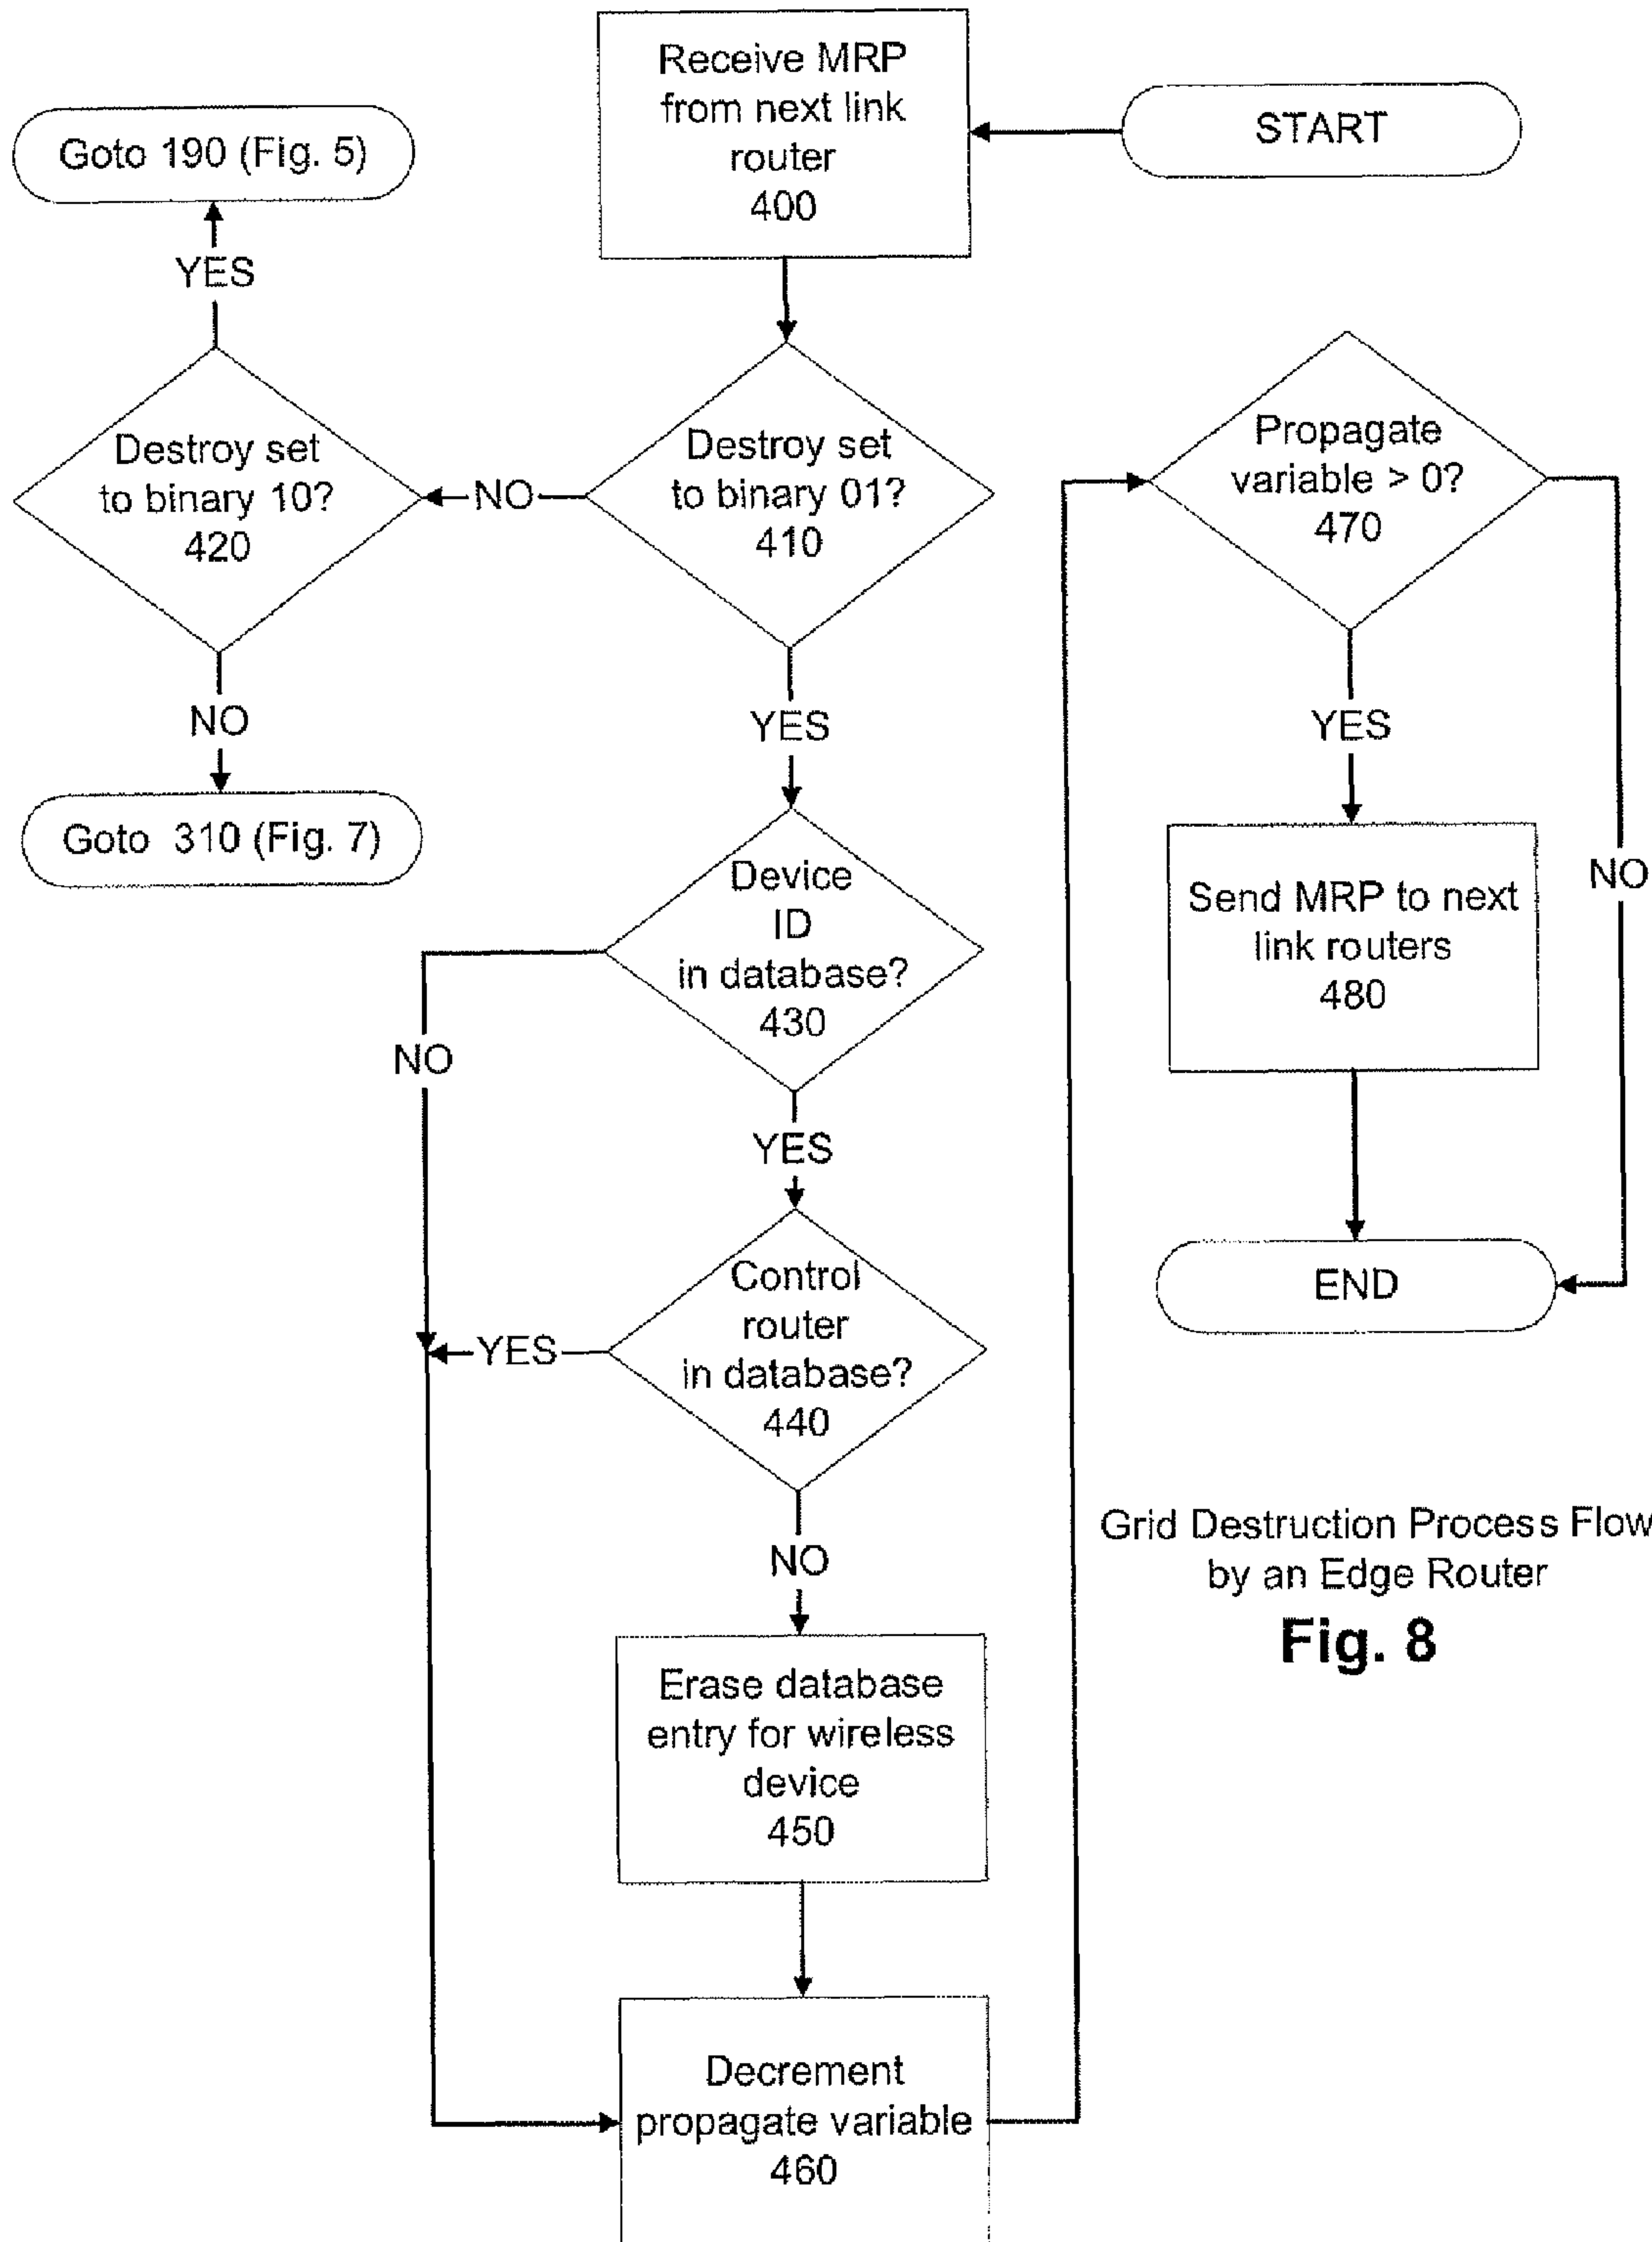 Receive MRP
from next link
router
400
START
Goto 190 (Fig. 5)
YES
Destroy set
to binary 10?
420
NO
Destroy set
to binary 01?
410
NO
Goto 310 (Fig. 7)
YES
Device
ID
in database?
430
NO
YES
Control
router
in database?
440
YES
NO
Erase database
entry for wireless
device
450
Decrement
propagate variable
460
Propagate
variable > 0?
470
YES
NO
Send MRP to next
link routers
480
END
Grid Destruction Process Flow
by an Edge Router
Fig. 8